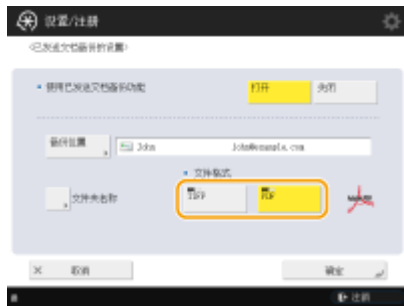 设置/注册
<已发送文档备份的设置>
使用已发送文档备份功能
打开
关闭
备份位置
John
John@example.com
文件格式
文件夹名称
TIFF
PDF
取消
确定
注销